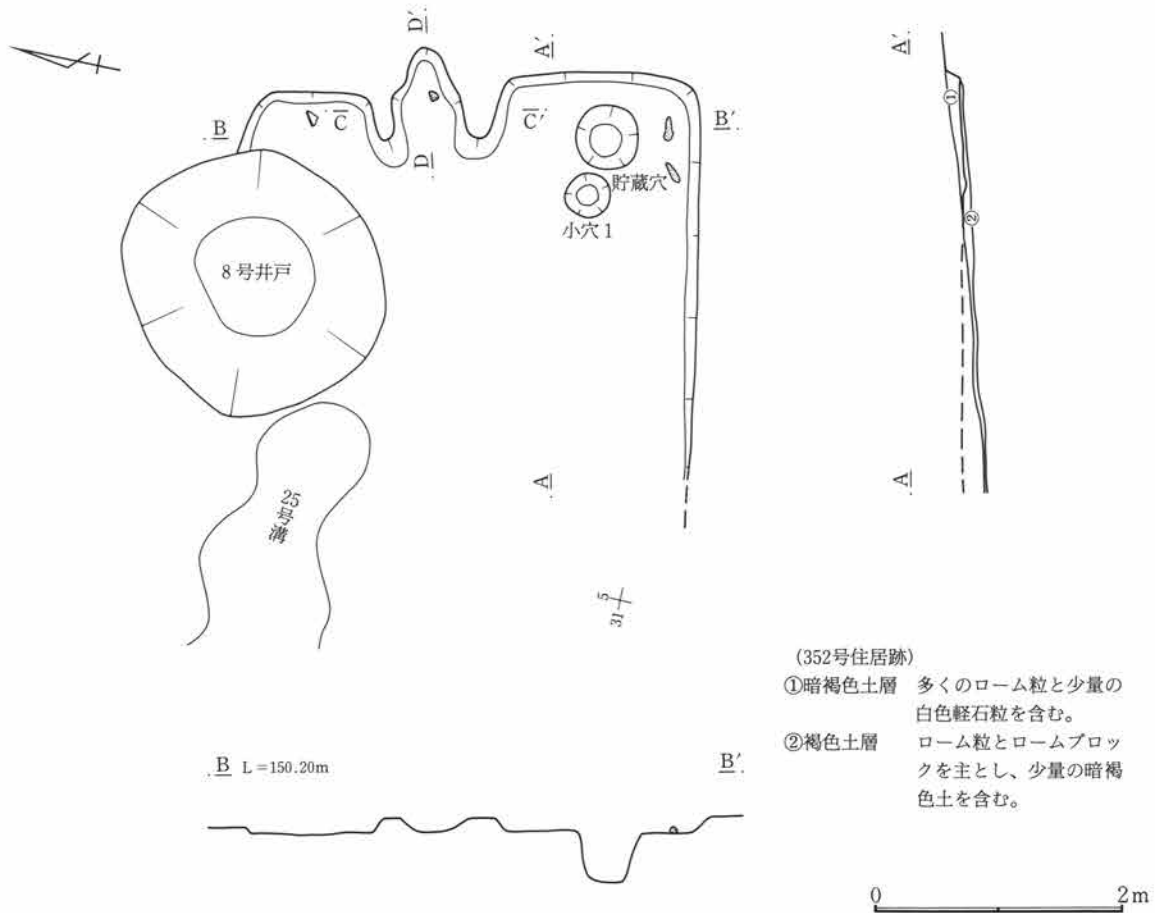 D′
A′
A′
B
C
C′
B′
D
貯蔵穴
小穴1
8号井戸
①
②
25号溝
A
A
5
31
(352号住居跡)
①暗褐色土層 多くのローム粒と少量の
白色軽石粒を含む。
②褐色土層 ローム粒とロームブロッ
クを主とし、少量の暗褐
色土を含む。
B L=150.20m
B′
0 2m